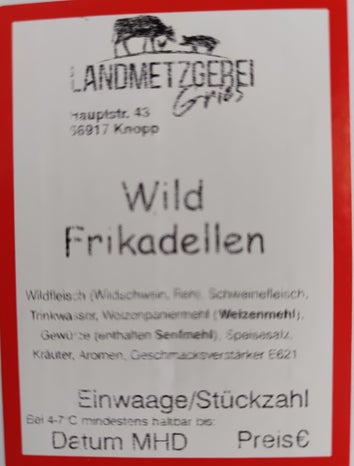 LANDMETZGEREI
Gries
Hauptstr. 43
66917 Knopp
Wild
Frikadellen
Wildfleisch (Wildschwein, Reh), Schweinefleisch,
Trinkwasser, Weizenpaniermehl (Weizenmehl),
Gewürze (enthalten Senfmehl), Speisesalz,
Kräuter, Aromen, Geschmacksverstärker E621
Einwaage/Stückzahl
Bei 4-7°C mindestens haltbar bis:
Datum MHD Preis€